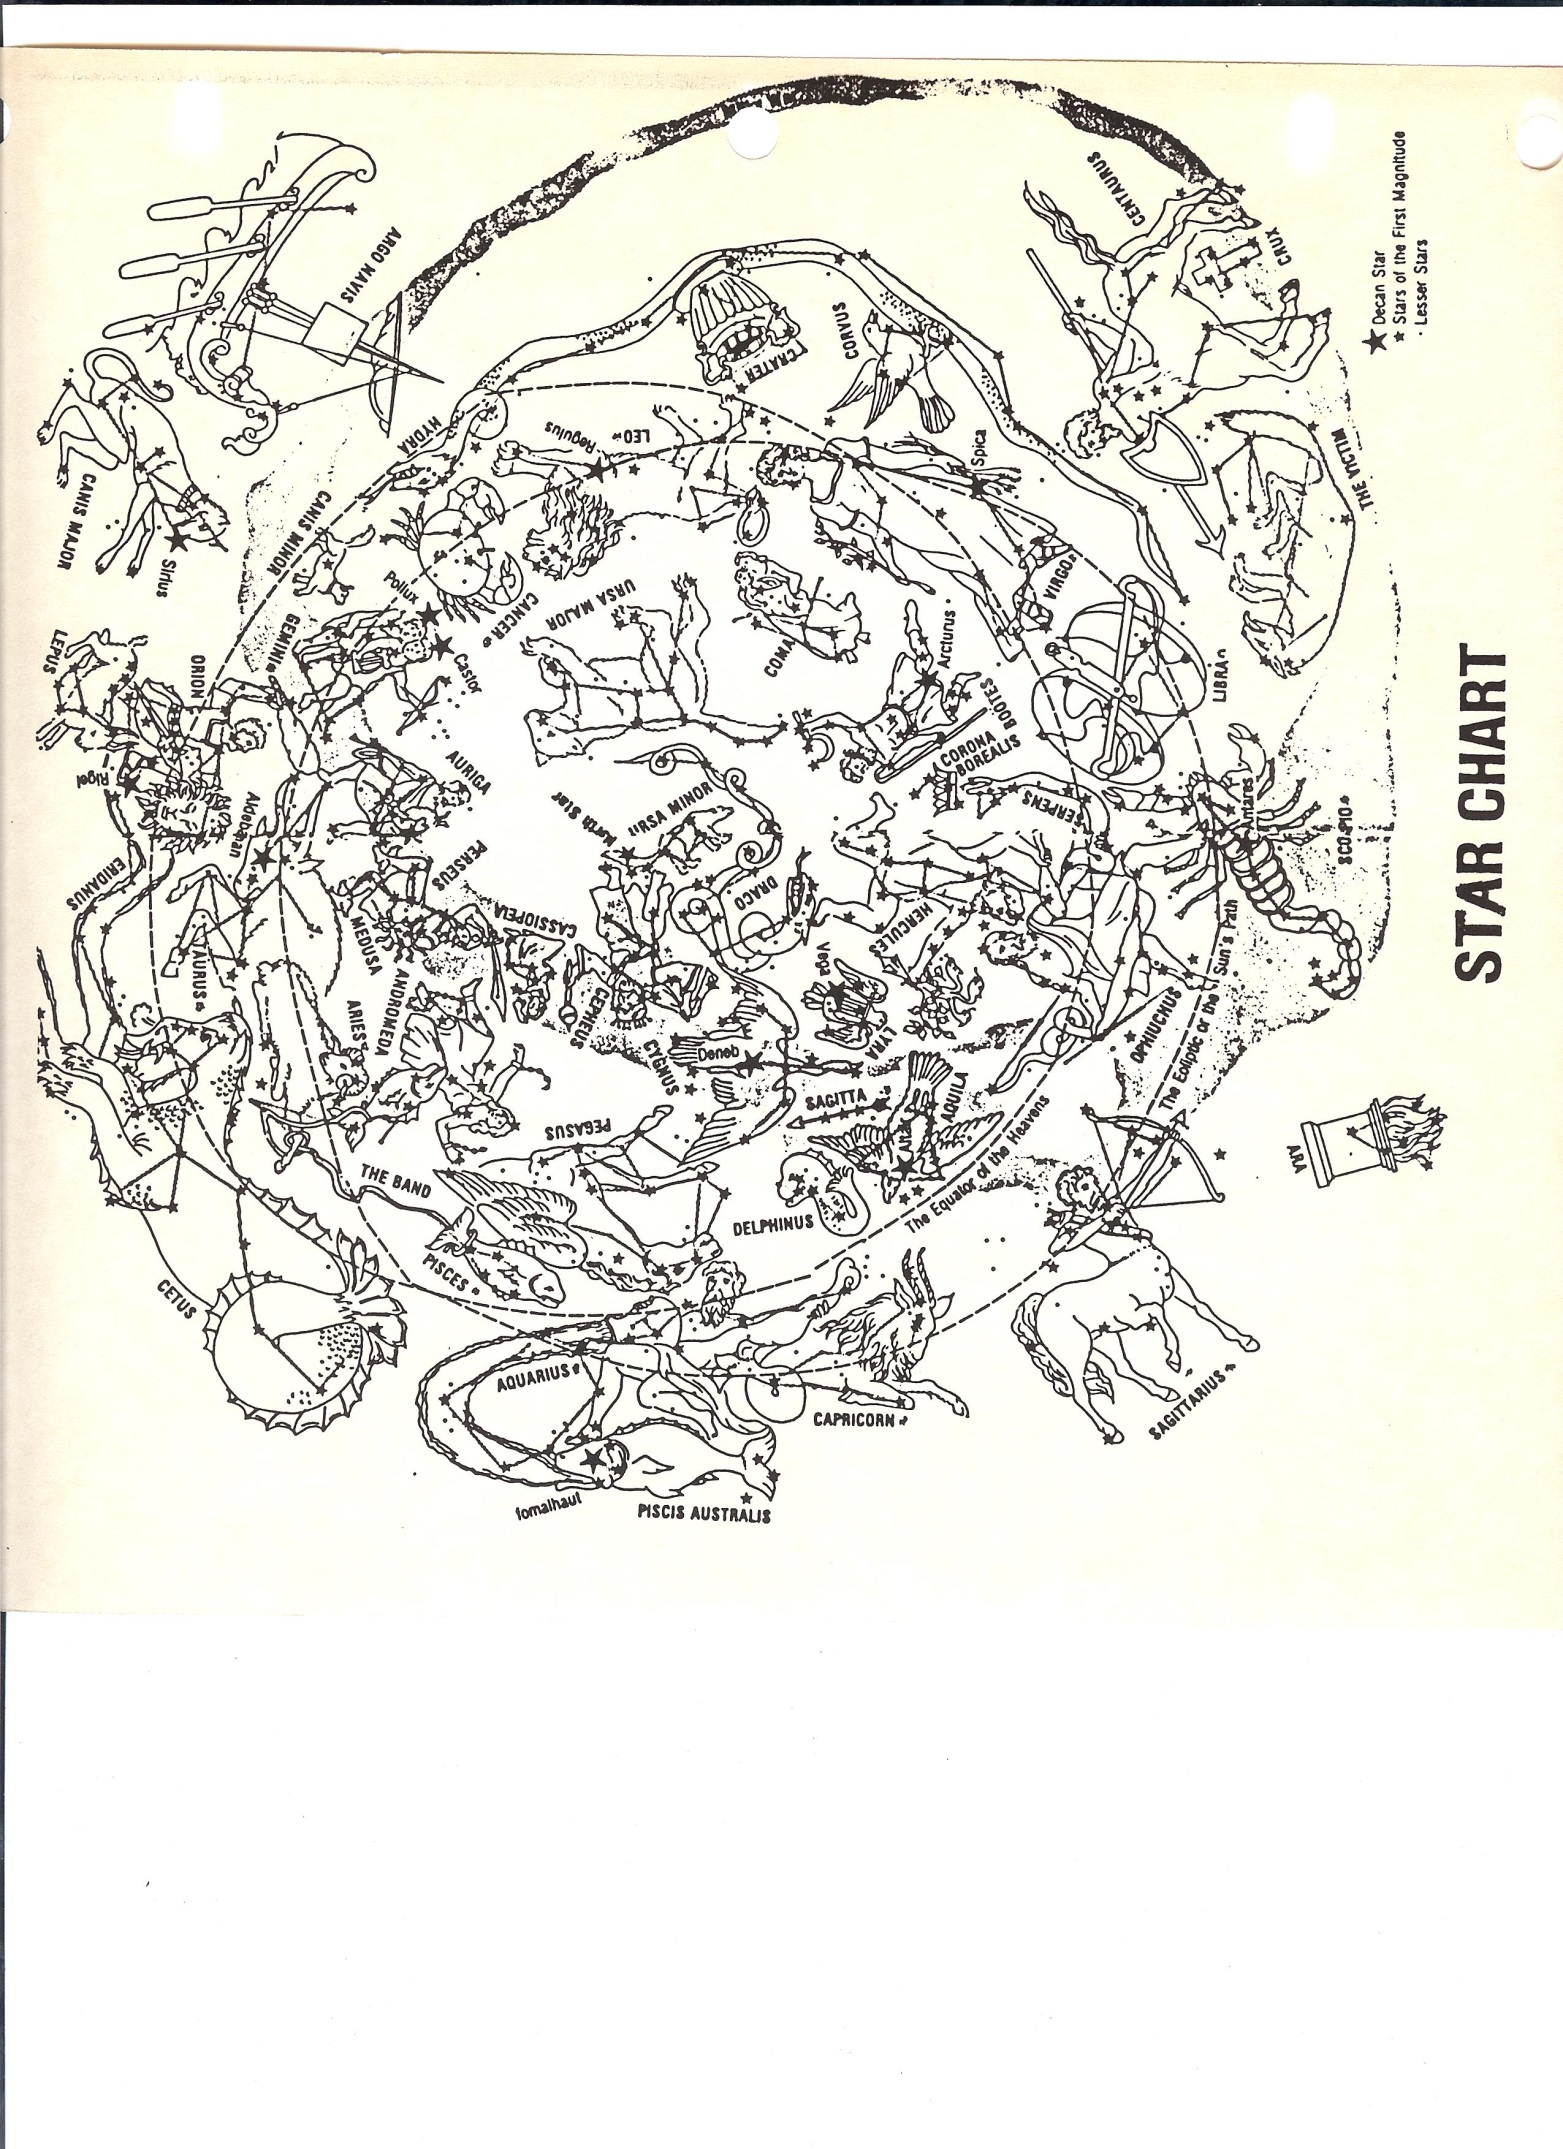 STAR CHART
Decan Star
Stars of the First Magnitude
Lesser Stars
CENTAURUS
CRUX
THE VICTIM
ARGO NAVIS
CORVUS
CRATER
HYDRA
LEO
Regulus
Spica
CANIS MAJOR
Sirius
CANIS MINOR
Pollux
CANCER
URSA MAJOR
COMA
VIRGO
Arcturus
BOOTES
LIBRA
LEPUS
ORION
GEMINI
Castor
Rigel
AURIGA
CORONA
BOREALIS
SERPENS
Antares
SCORPIO
North Star
URSA MINOR
Aldebaran
ERIDANUS
PERSEUS
MEDUSA
CASSIOPEIA
DRACO
HERCULES
TAURUS
ARIES
ANDROMEDA
CEPHEUS
CYGNUS
Deneb
Vega
LYRA
OPHIUCHUS
The Ecliptic or the Sun's Path
SAGITTA
AQUILA
Altair
The Equator of the Heavens
ARA
THE BAND
PEGASUS
DELPHINUS
PISCES
CETUS
AQUARIUS
CAPRICORN
SAGITTARIUS
fomalhaut
PISCIS AUSTRALIS